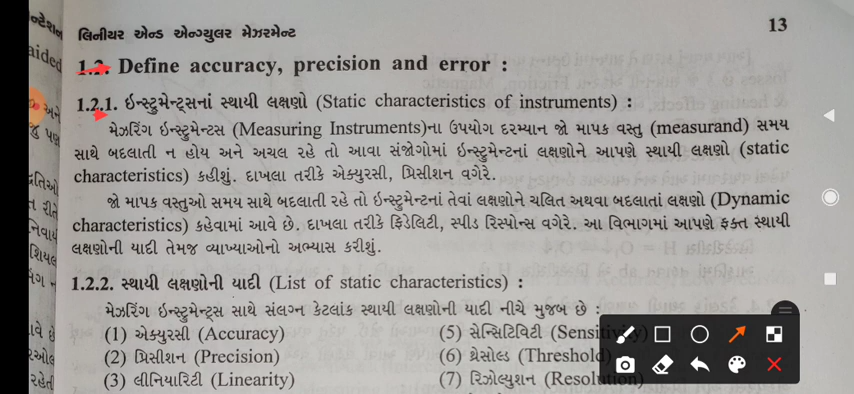 લિનીયર એન્ડ એન્ગ્યુલર મેઝરમેન્ટ
13
1.2. Define accuracy, precision and error :
1.2.1. ઇન્સ્ટ્રુમેન્ટ્સનાં સ્થાયી લક્ષણો (Static characteristics of instruments) :
મેઝરિંગ ઇન્સ્ટ્રુમેન્ટસ (Measuring Instruments)ના ઉપયોગ દરમ્યાન જો માપક વસ્તુ (measurand) સમય
સાથે બદલાતી ન હોય અને અચલ રહે તો આવા સંજોગોમાં ઇન્સ્ટ્રુમેન્ટનાં લક્ષણોને આપણે સ્થાયી લક્ષણો (static
characteristics) કહીશું. દાખલા તરીકે એક્યુરસી, પ્રિસીશન વગેરે.
જો માપક વસ્તુઓ સમય સાથે બદલાતી રહે તો ઇન્સ્ટ્રુમેન્ટનાં તેવાં લક્ષણોને ચલિત અથવા બદલાતાં લક્ષણો (Dynamic
characteristics) કહેવામાં આવે છે. દાખલા તરીકે ફિડેલિટી, સ્પીડ રિસ્પોન્સ વગેરે. આ વિભાગમાં આપણે ફક્ત સ્થાયી
લક્ષણોની યાદી તેમજ વ્યાખ્યાઓનો અભ્યાસ કરીશું.
1.2.2. સ્થાયી લક્ષણોની યાદી (List of static characteristics) :
મેઝરિંગ ઇન્સ્ટ્રુમેન્ટ્સ સાથે સંલગ્ન કેટલાંક સ્થાયી લક્ષણોની યાદી નીચે મુજબ છે :
(1) એક્યુરસી (Accuracy)
(2) પ્રિસીશન (Precision)
(3) લીનિયારિટી (Linearity)
(5) સેન્સિટિવિટી (Sensitivity)
(6) થ્રેસોલ્ડ (Threshold)
(7) રિઝોલ્યુશન (Resolution)